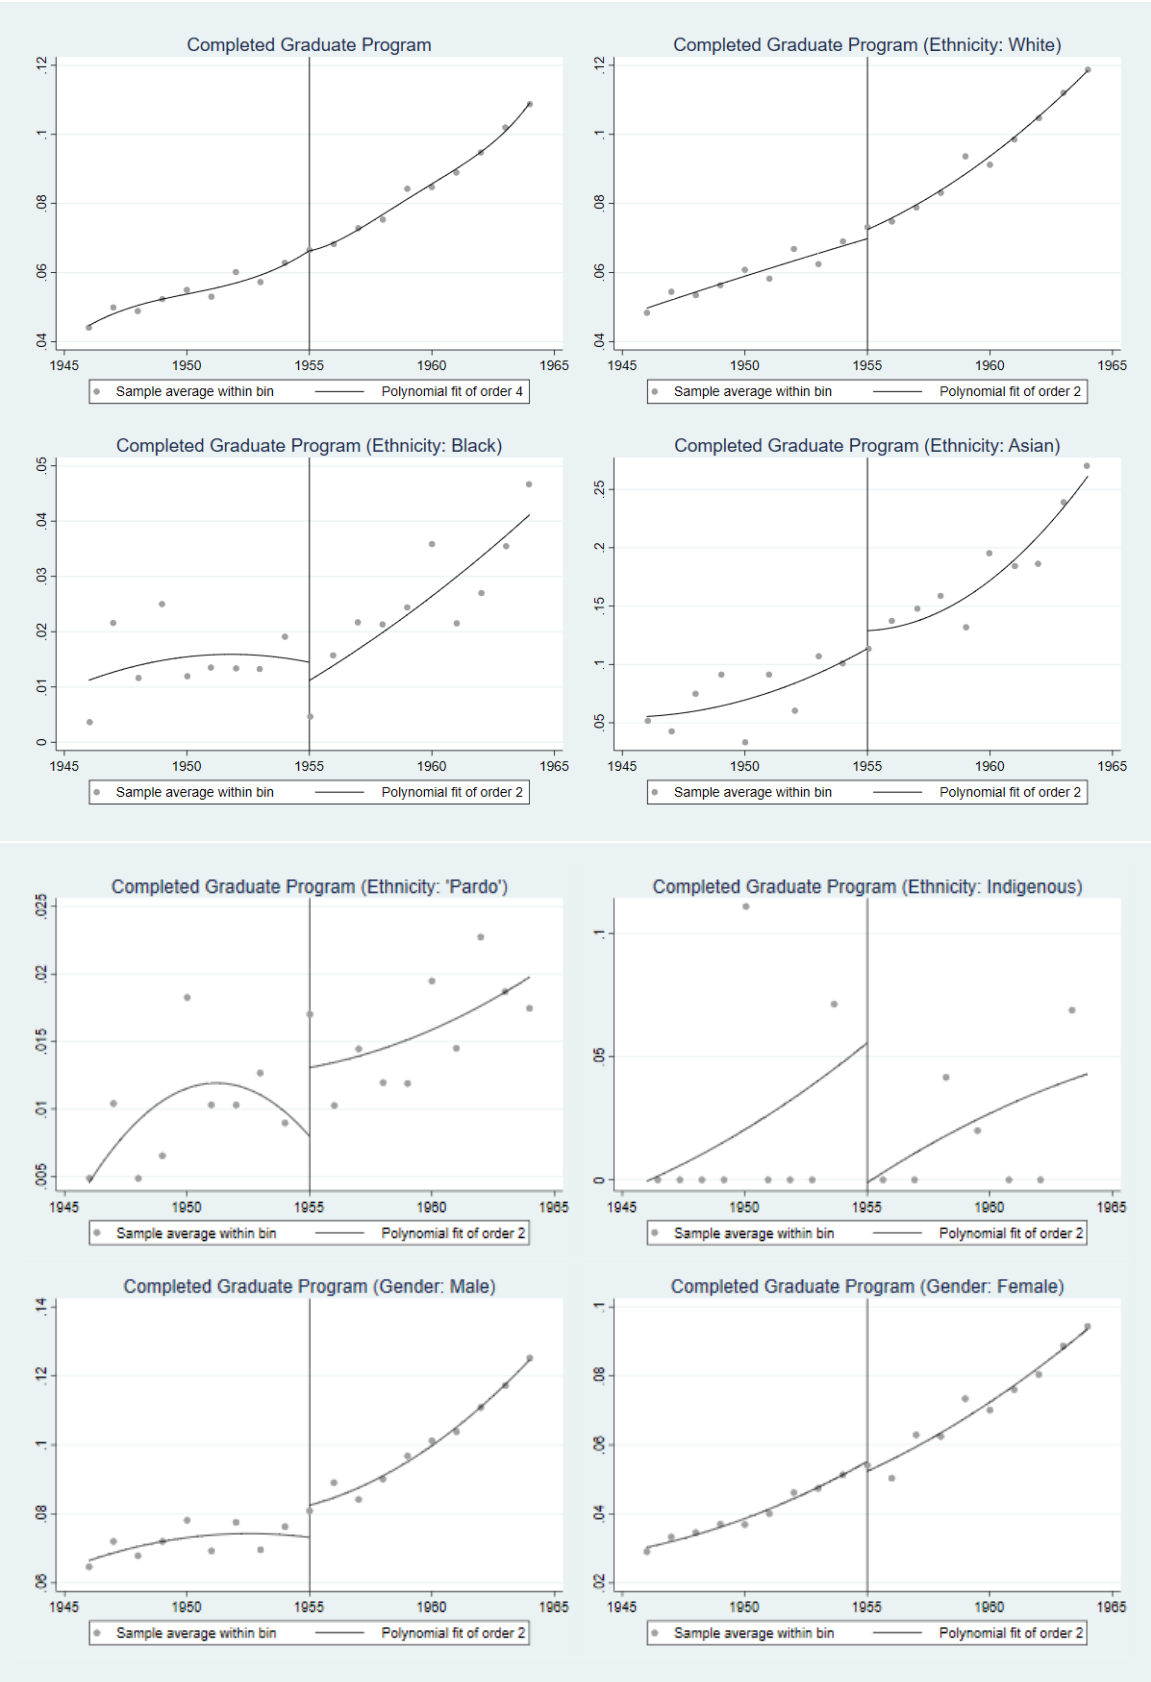 Completed Graduate Program
.04 .06 .08 .1 .12
1945 1950 1955 1960 1965
Sample average within bin Polynomial fit of order 4
Completed Graduate Program (Ethnicity: White)
.04 .06 .08 .1 .12
1945 1950 1955 1960 1965
Sample average within bin Polynomial fit of order 2
Completed Graduate Program (Ethnicity: Black)
0 .01 .02 .03 .04 .05
1945 1950 1955 1960 1965
Sample average within bin Polynomial fit of order 2
Completed Graduate Program (Ethnicity: Asian)
.05 .1 .15 .2 .25
1945 1950 1955 1960 1965
Sample average within bin Polynomial fit of order 2
Completed Graduate Program (Ethnicity: 'Pardo')
.005 .01 .015 .02 .025
1945 1950 1955 1960 1965
Sample average within bin Polynomial fit of order 2
Completed Graduate Program (Ethnicity: Indigenous)
0 .05 .1
1945 1950 1955 1960 1965
Sample average within bin Polynomial fit of order 2
Completed Graduate Program (Gender: Male)
.06 .08 .1 .12 .14
1945 1950 1955 1960 1965
Sample average within bin Polynomial fit of order 2
Completed Graduate Program (Gender: Female)
.02 .04 .06 .08 .1
1945 1950 1955 1960 1965
Sample average within bin Polynomial fit of order 2